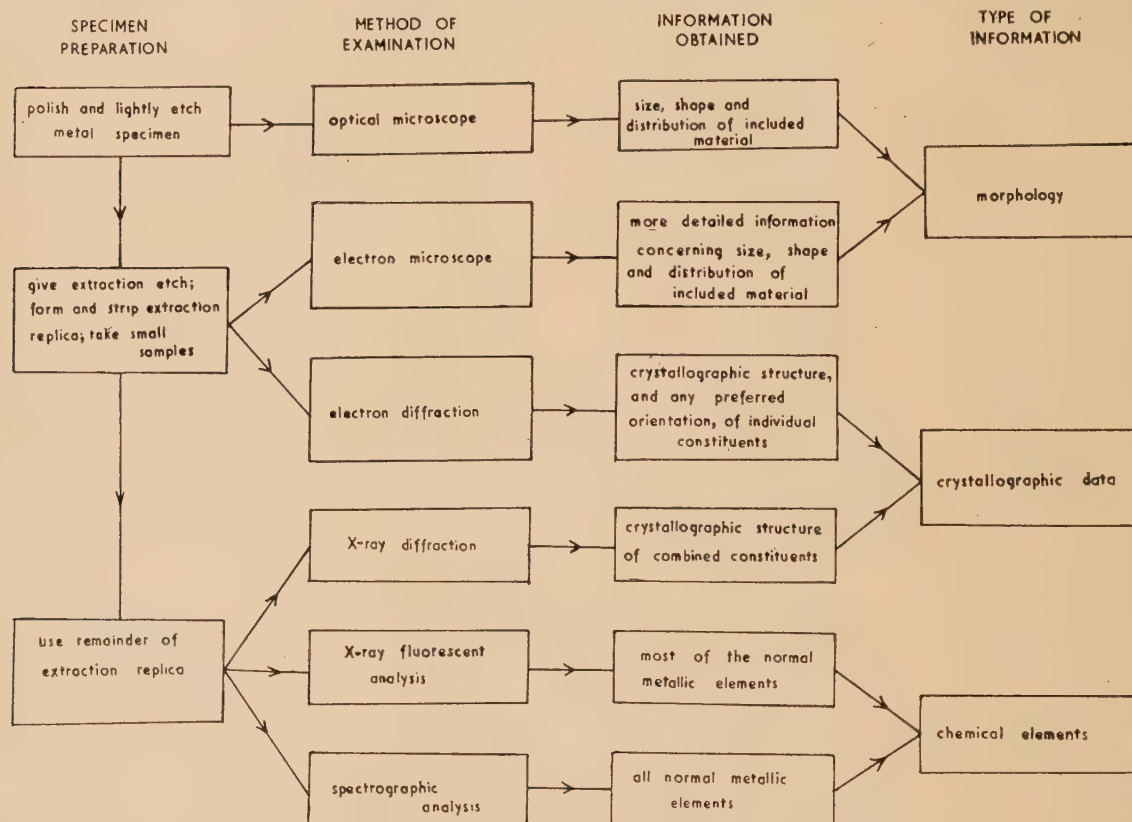 SPECIMEN
PREPARATION
METHOD OF
EXAMINATION
INFORMATION
OBTAINED
TYPE OF
INFORMATION
polish and lightly etch
metal specimen
optical microscope
size, shape and
distribution of included
material
morphology
give extraction etch;
form and strip extraction
replica; take small
samples
electron microscope
more detailed information
concerning size, shape
and distribution of
included material
electron diffraction
crystallographic structure,
and any preferred
orientation, of individual
constituents
crystallographic data
X-ray diffraction
crystallographic structure
of combined constituents
use remainder of
extraction replica
X-ray fluorescent
analysis
most of the normal
metallic elements
chemical elements
spectrographic
analysis
all normal metallic
elements